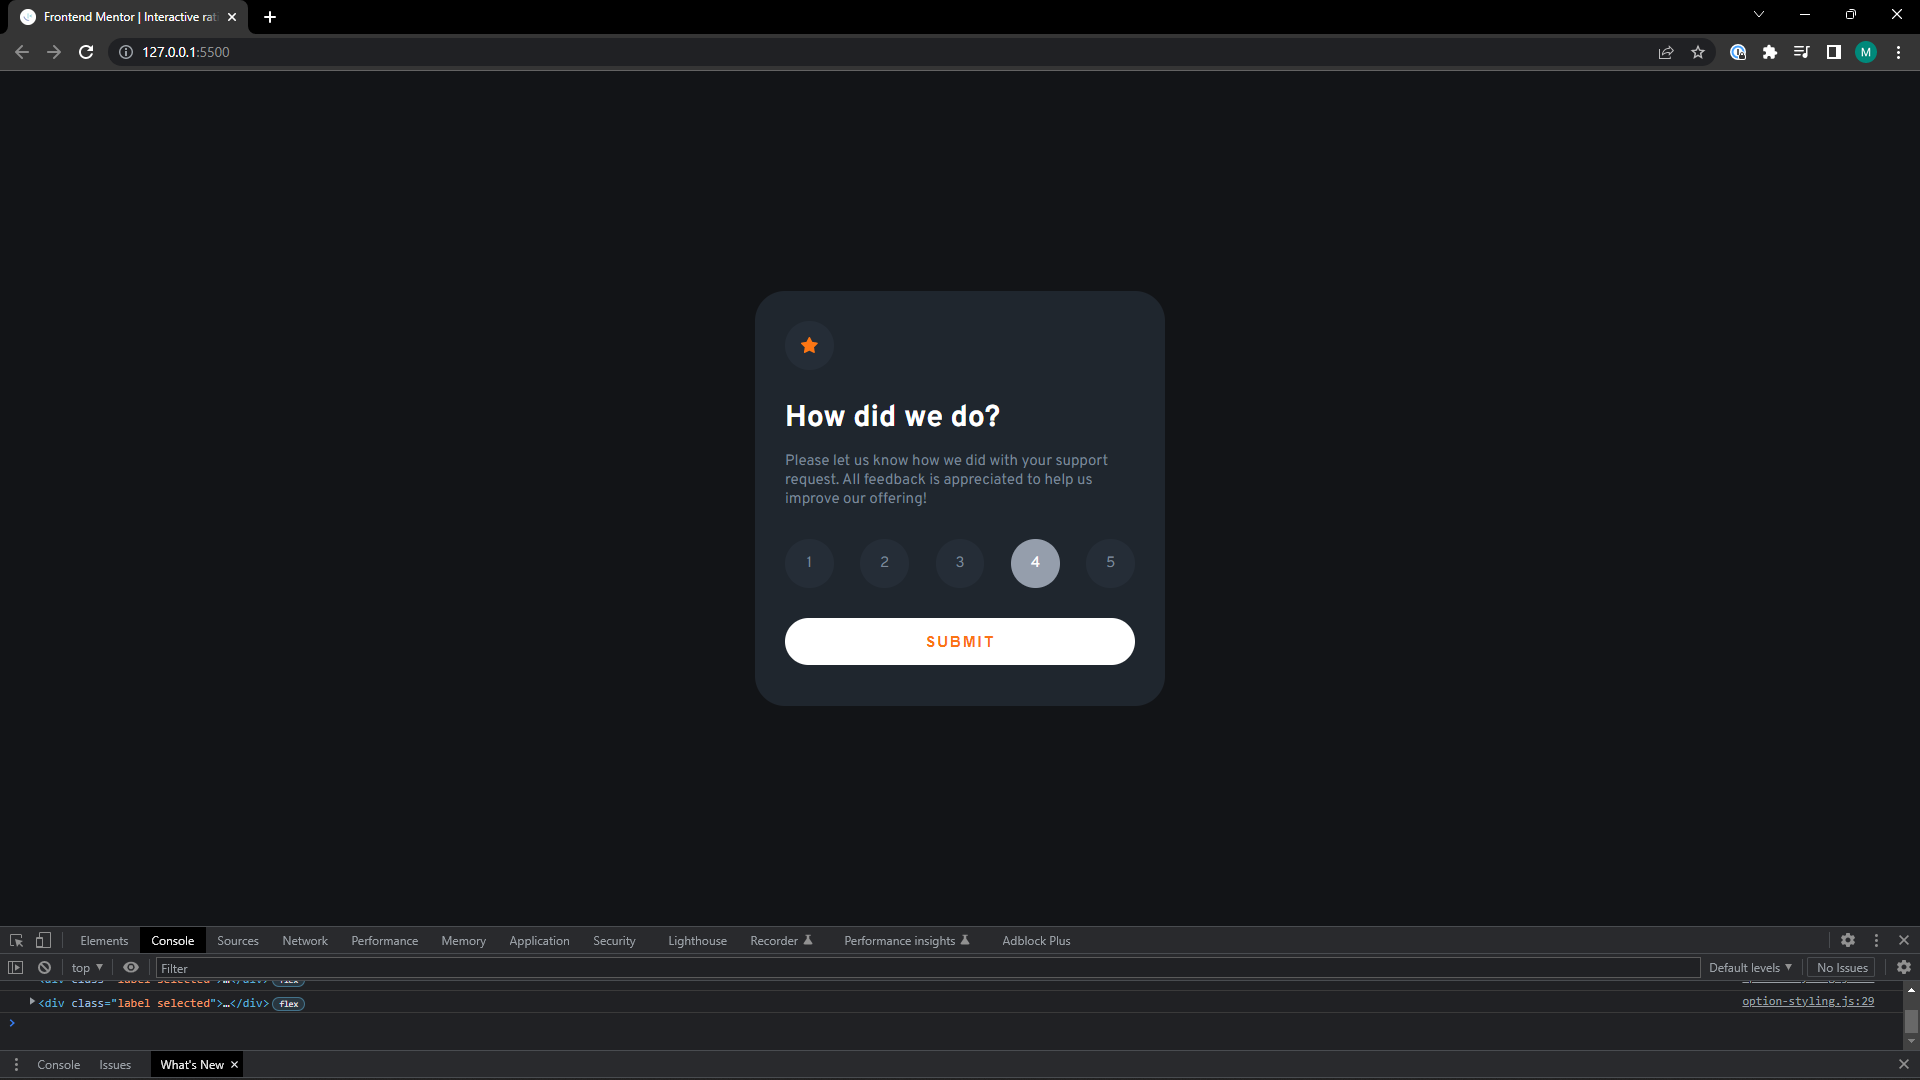 Frontend Mentor | Interactive rat
127.0.0.1:5500
M
How did we do?
Please let us know how we did with your support
request. All feedback is appreciated to help us
improve our offering!
1 2 3 4 5
SUBMIT
Elements Console Sources Network Performance Memory Application Security Lighthouse Recorder Performance insights Adblock Plus
top Filter Default levels No Issues
<div class="label selected">…</div> flex option-styling.js:29
>
Console Issues What's New